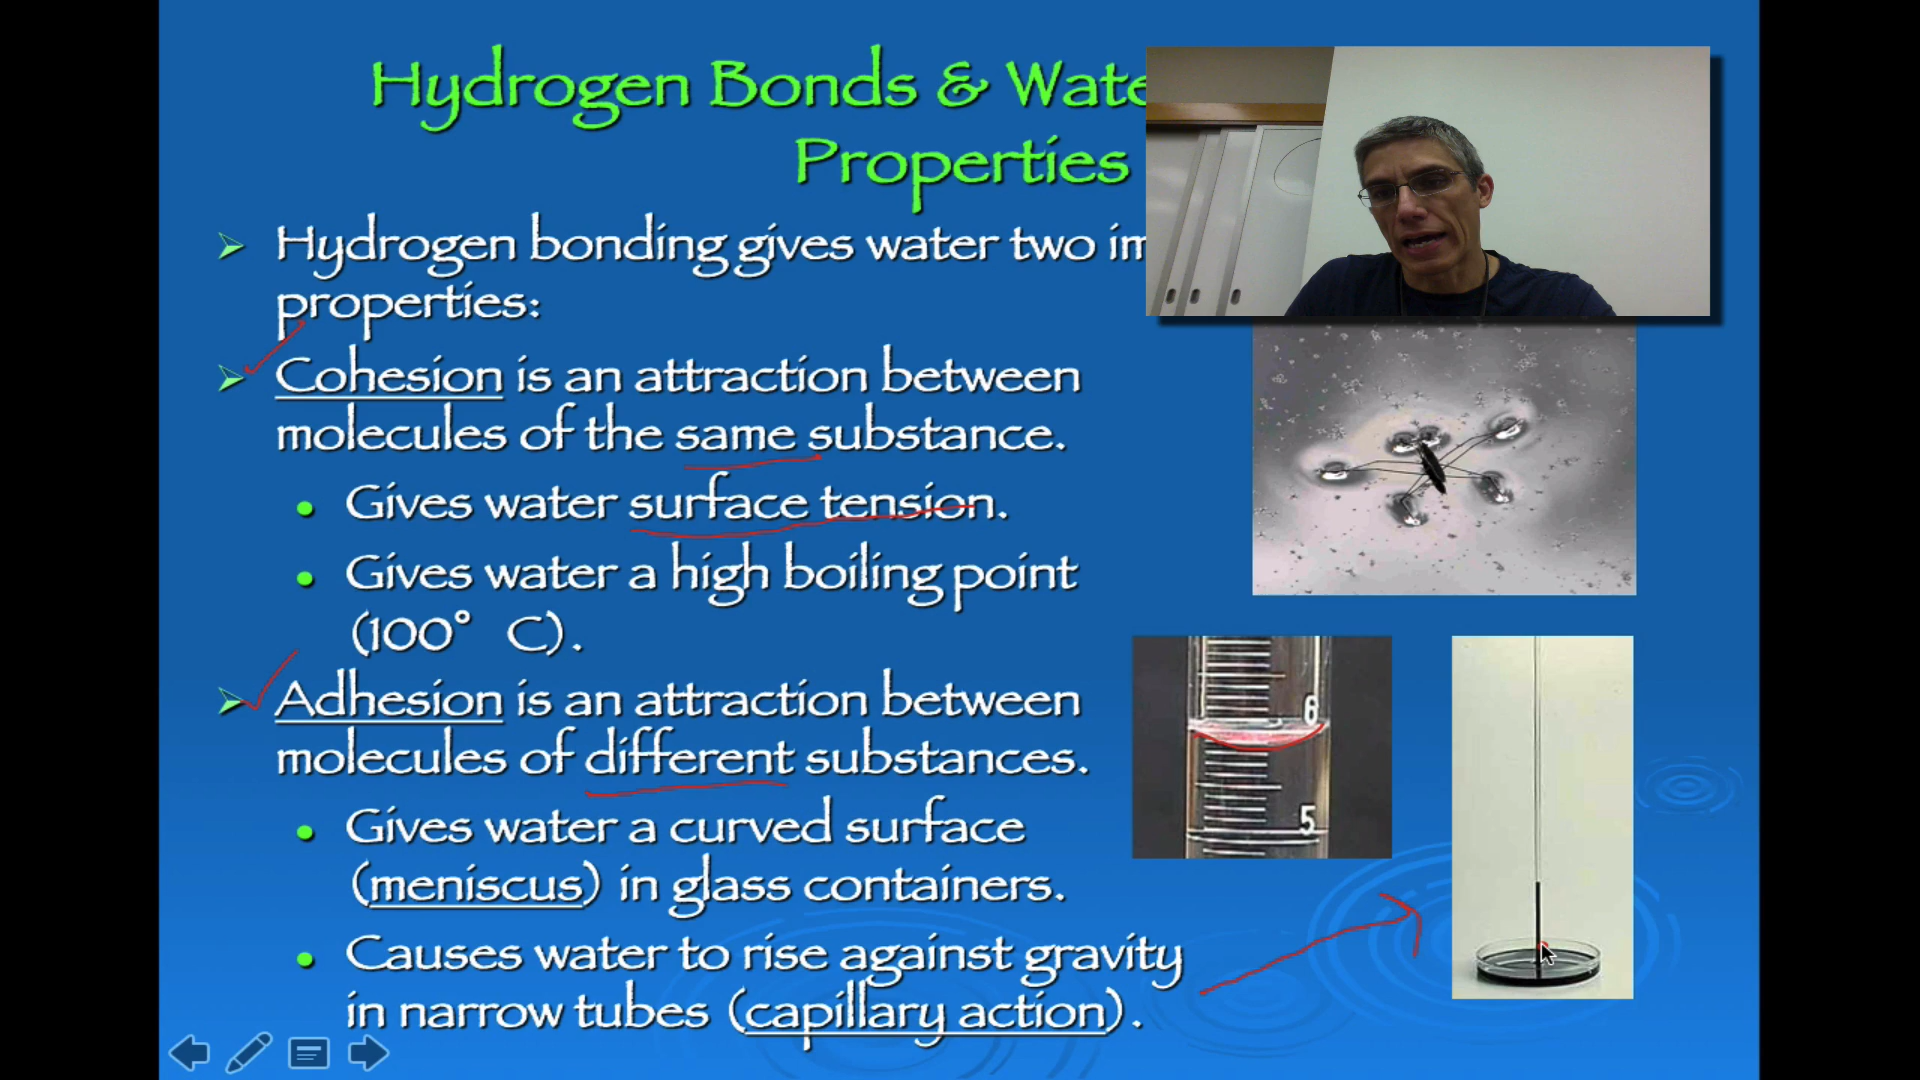 Hydrogen Bonds & Wate
Properties
Hydrogen bonding gives water two im
properties:
Cohesion is an attraction between
molecules of the same substance.
Gives water surface tension.
Gives water a high boiling point
(100° C).
Adhesion is an attraction between
molecules of different substances.
Gives water a curved surface
(meniscus) in glass containers.
Causes water to rise against gravity
in narrow tubes (capillary action).
6
5